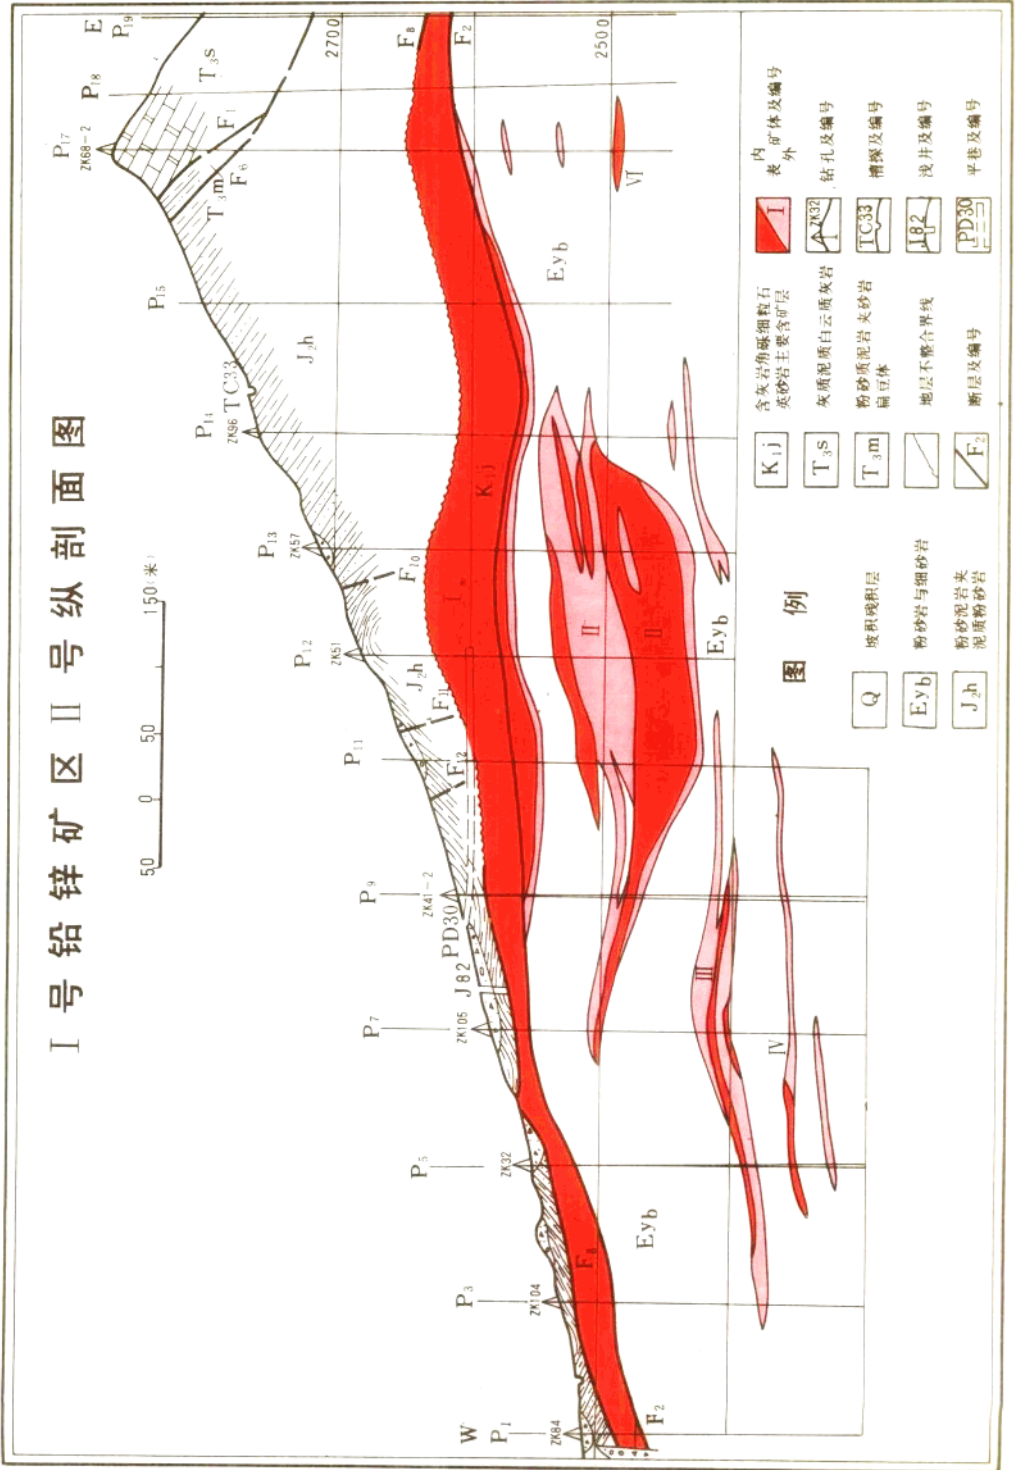 I 号铅锌矿区 II 号纵剖面图
50 0 50 150(米)
W
E
P1
P3
P5
P7
P9
P11
P12
P13
P14
P15
P17
P18
P19
ZK84
ZK104
ZK32
ZK105
ZK41-2
ZK51
ZK57
ZK96
ZK68-2
J82
PD30
TC33
2700
2500
T3s
T3m
F1
F6
J2h
J2h
F10
F11
F12
F8
F2
K1j
I
II
II
III
IV
VI
Eyb
Eyb
Eyb
F8
F2
图例
Q 坡积残积层
Eyb 粉砂岩与细砂岩
J2h 粉砂泥岩夹
泥质粉砂岩
K1j 含灰岩角砾细粒石
英砂岩主要含矿层
T3s 灰质泥质白云质灰岩
T3m 粉砂质泥岩夹砂岩
扁豆体
地层不整合界线
F2 断层及编号
I 表内外矿体及编号
ZK32 钻孔及编号
TC33 槽探及编号
J82 浅井及编号
PD30 平巷及编号